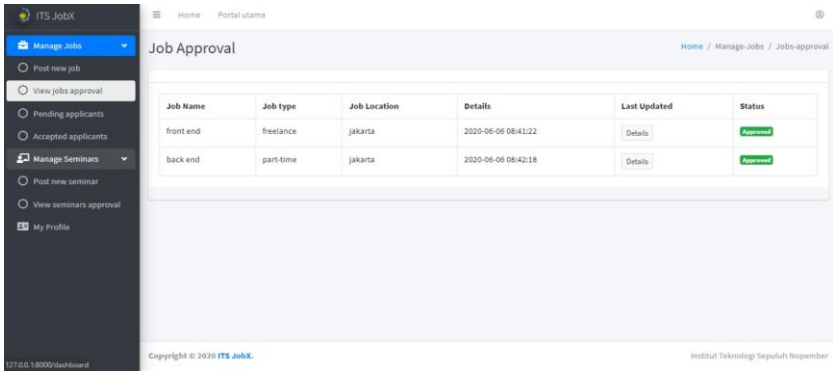 ITS JobX
Home Portal utama
Manage Jobs
Post new job
View jobs approval
Pending applicants
Accepted applicants
Manage Seminars
Post new seminar
View seminars approval
My Profile
127.0.0.1:8000/dashboard
Job Approval
Home / Manage-Jobs / Jobs-approval
Job Name Job type Job Location Details Last Updated Status
front end freelance jakarta 2020-06-06 08:41:22 Details Approved
back end part-time jakarta 2020-06-06 08:42:18 Details Approved
Copyright © 2020 ITS JobX. Institut Teknologi Sepuluh Nopember